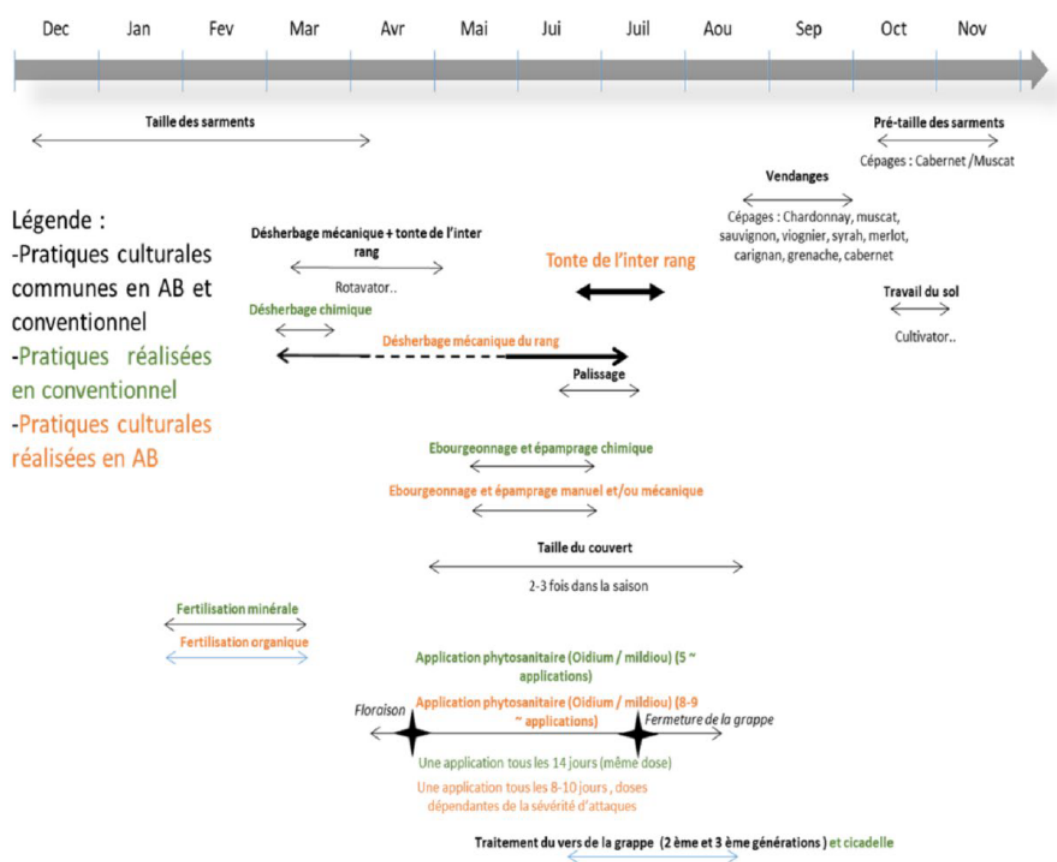 Dec Jan Fev Mar Avr Mai Jui Juil Aou Sep Oct Nov
Taille des sarments
Pré-taille des sarments
Cépages : Cabernet /Muscat
Vendanges
Cépages : Chardonnay, muscat,
sauvignon, viognier, syrah, merlot,
carignan, grenache, cabernet
Légende :
-Pratiques culturales
communes en AB et
conventionnel
-Pratiques réalisées
en conventionnel
-Pratiques culturales
réalisées en AB
Désherbage mécanique + tonte de l'inter
rang
Rotavator..
Tonte de l'inter rang
Désherbage chimique
Travail du sol
Cultivator..
Désherbage mécanique du rang
Palissage
Ebourgeonnage et épamprage chimique
Ebourgeonnage et épamprage manuel et/ou mécanique
Taille du couvert
2-3 fois dans la saison
Fertilisation minérale
Fertilisation organique
Application phytosanitaire (Oidium / mildiou) (5 ~
applications)
Application phytosanitaire (Oidium / mildiou) (8-9
~ applications)
Floraison
Fermeture de la grappe
Une application tous les 14 jours (même dose)
Une application tous les 8-10 jours , doses
dépendantes de la sévérité d'attaques
Traitement du vers de la grappe (2 ème et 3 ème générations ) et cicadelle